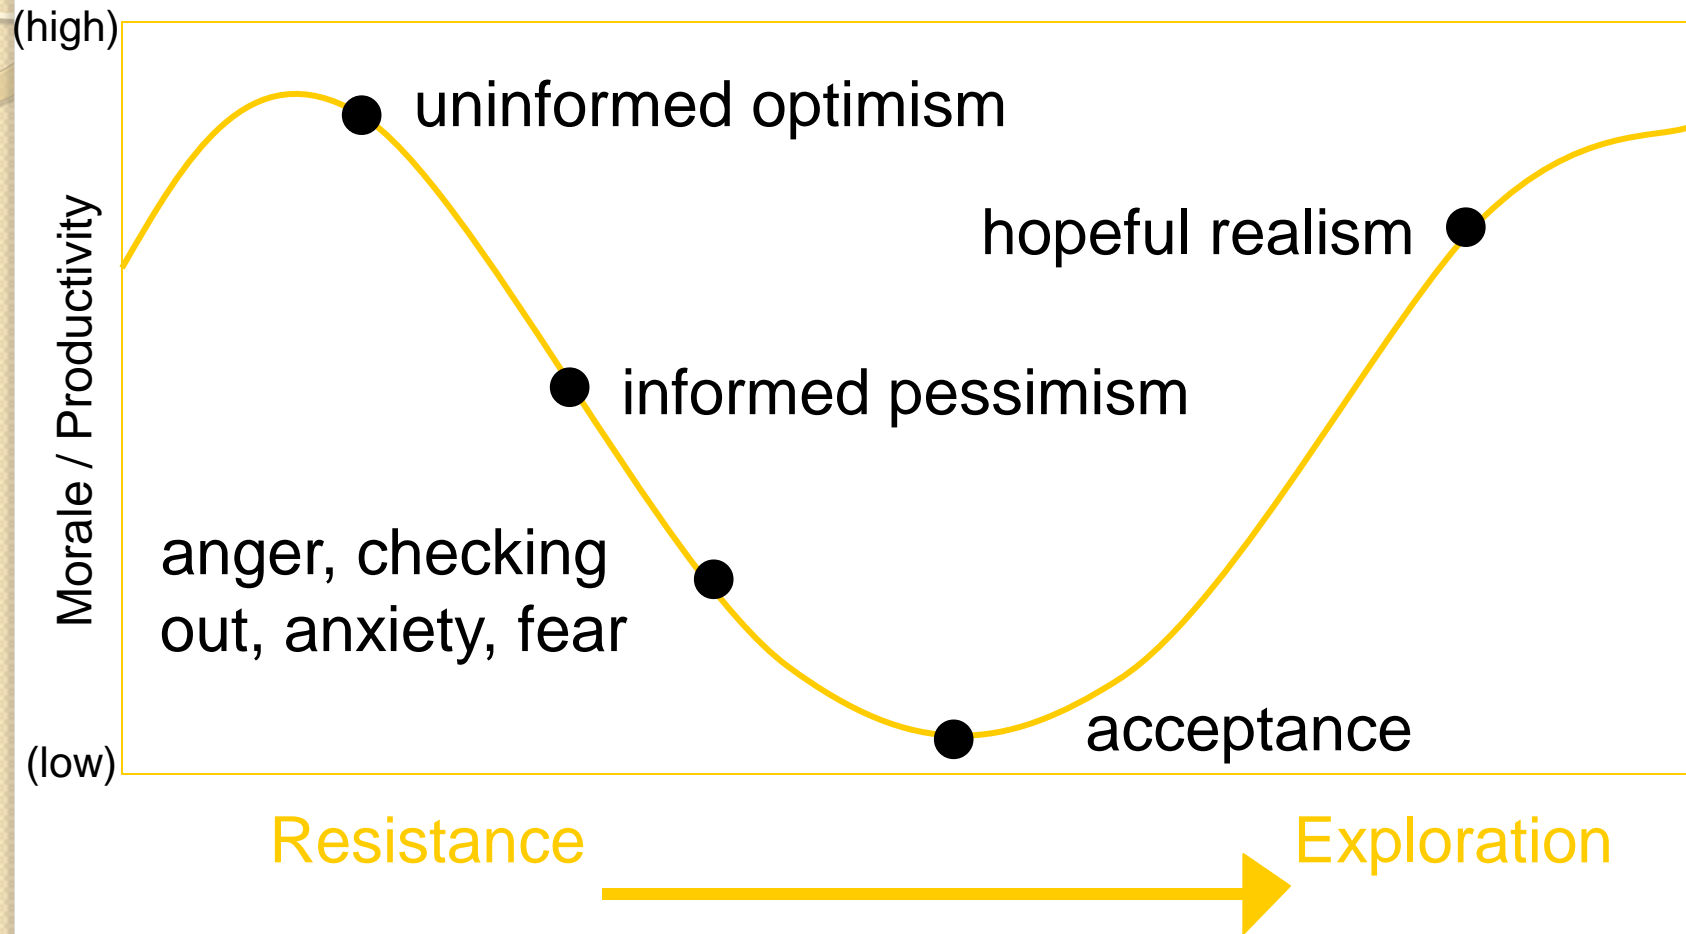 (high)
uninformed optimism
hopeful realism
Morale / Productivity
informed pessimism
anger, checking
out, anxiety, fear
acceptance
(low)
Resistance
Exploration